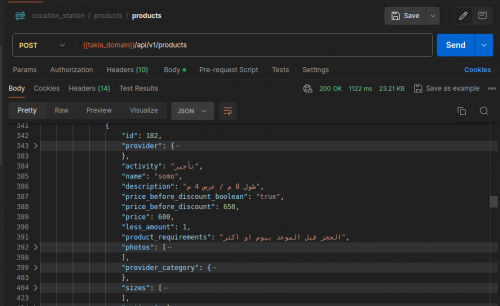 occation_station / products / products
Save
POST
{{takia_domain}}/api/v1/products
Send
Params Authorization Headers (10) Body Pre-request Script Tests Settings Cookies
Body Cookies Headers (14) Test Results 200 OK 1122 ms 23.21 KB Save as example
Pretty Raw Preview Visualize JSON
341 {
342 "id": 182,
343 "provider": {
383 },
384 "activity": "تأجير",
385 "name": "somo",
386 "description": "طول 8 م / عرض 4 م",
387 "price_before_discount_boolean": "true",
388 "price_before_discount": 650,
389 "price": 600,
390 "less_amount": 1,
391 "product_requirements": "الحجز قبل الموعد بيوم او اكثر",
392 "photos": [
398 ],
399 "provider_category": {
403 },
404 "sizes": [
423 ],